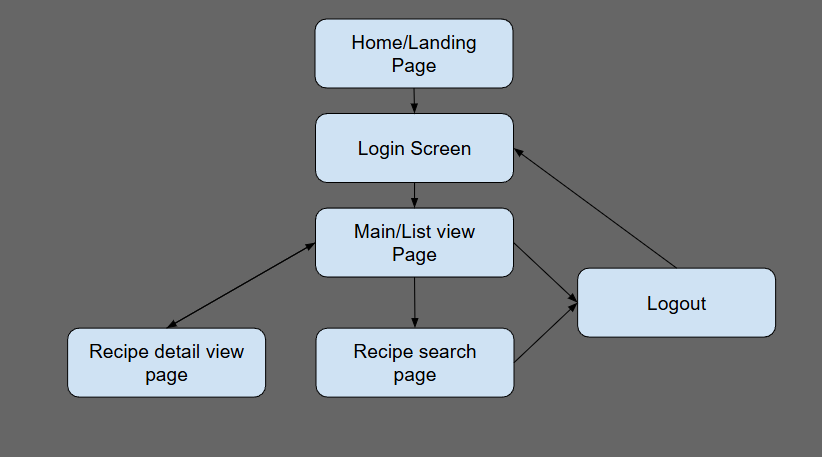 Home/Landing
Page
Login Screen
Main/List view
Page
Logout
Recipe detail view
page
Recipe search
page